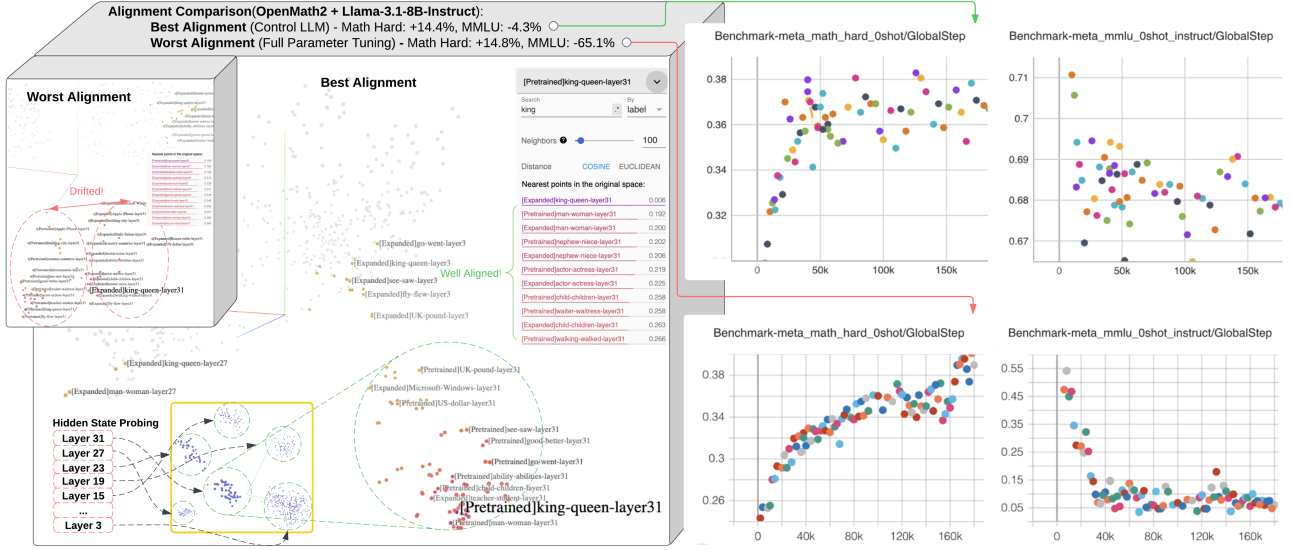 Alignment Comparison(OpenMath2 + Llama-3.1-8B-Instruct):
Best Alignment (Control LLM) - Math Hard: +14.4%, MMLU: -4.3%
Worst Alignment (Full Parameter Tuning) - Math Hard: +14.8%, MMLU: -65.1%
Worst Alignment
Nearest points in the original space:
Drifted!
[Expanded]king-queen-layer31
Best Alignment
[Expanded]go-went-layer3
[Expanded]king-queen-layer3
[Expanded]see-saw-layer3
[Expanded]fly-flew-layer3
[Expanded]UK-pound-layer3
[Expanded]king-queen-layer27
[Expanded]man-woman-layer27
Well Aligned!
[Pretrained]king-queen-layer31
Search
king
.*
By
label
Neighbors
100
Distance
COSINE
EUCLIDEAN
Nearest points in the original space:
[Expanded]king-queen-layer31 0.006
[Pretrained]man-woman-layer31 0.192
[Expanded]man-woman-layer31 0.200
[Pretrained]nephew-niece-layer31 0.202
[Expanded]nephew-niece-layer31 0.206
[Pretrained]actor-actress-layer31 0.219
[Expanded]actor-actress-layer31 0.225
[Pretrained]child-children-layer31 0.258
[Pretrained]waiter-waitress-layer31 0.258
[Expanded]child-children-layer31 0.263
[Pretrained]walking-walked-layer31 0.266
Hidden State Probing
Layer 31
Layer 27
Layer 23
Layer 19
Layer 15
...
Layer 3
[Pretrained]UK-pound-layer31
[Expanded]Microsoft-Windows-layer31
[Pretrained]US-dollar-layer31
[Pretrained]see-saw-layer31
[Pretrained]good-better-layer31
[Pretrained]go-went-layer31
[Pretrained]ability-abilities-layer31
[Pretrained]child-children-layer31
[Expanded]teacher-student-layer31
[Pretrained]king-queen-layer31
[Pretrained]man-woman-layer31
Benchmark-meta_math_hard_0shot/GlobalStep
0.38
0.36
0.34
0.32
0 50k 100k 150k
Benchmark-meta_mmlu_0shot_instruct/GlobalStep
0.71
0.7
0.69
0.68
0.67
0 50k 100k 150k
Benchmark-meta_math_hard_0shot/GlobalStep
0.38
0.34
0.3
0.26
0 40K 80K 120K 160K
Benchmark-meta_mmlu_0shot_instruct/GlobalStep
0.55
0.45
0.35
0.25
0.15
0.05
0 40K 80K 120K 160K